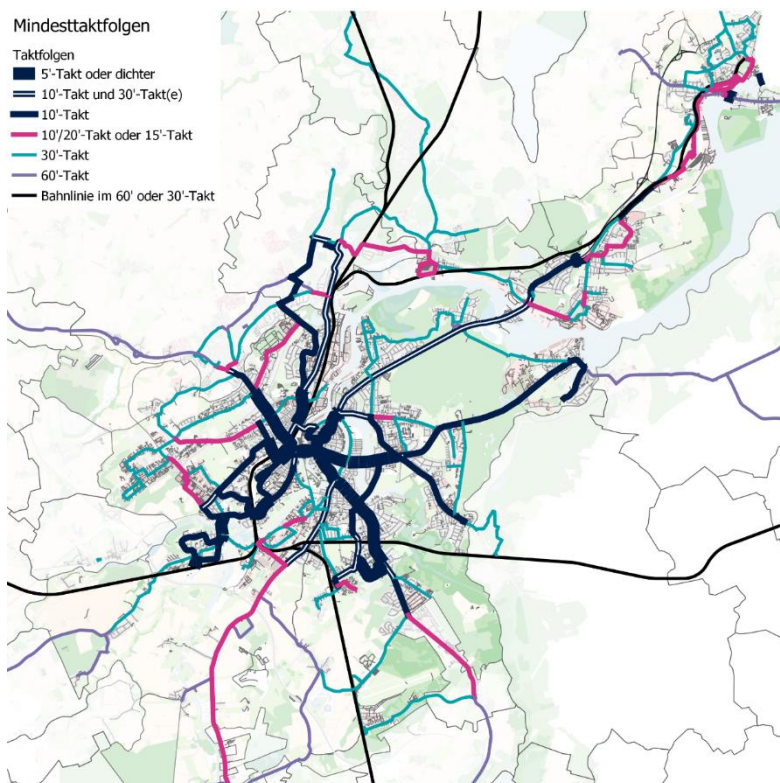 Mindesttaktfolgen
Taktfolgen
5'-Takt oder dichter
10'-Takt und 30'-Takt(e)
10'-Takt
10'/20'-Takt oder 15'-Takt
30'-Takt
60'-Takt
Bahnlinie im 60' oder 30'-Takt